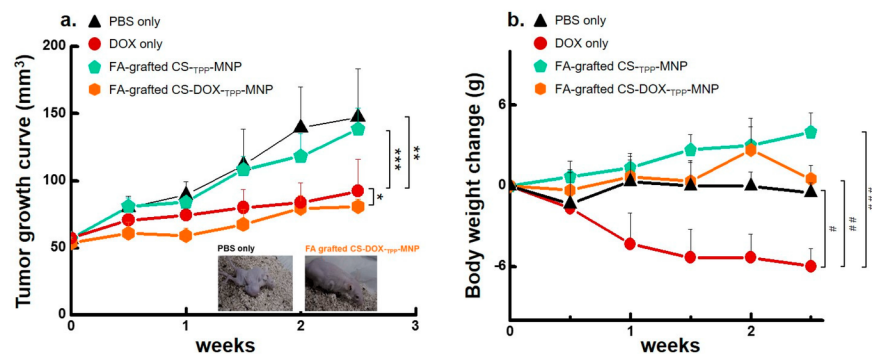 a.
PBS only
DOX only
FA-grafted CS-TPP-MNP
FA-grafted CS-DOX-TPP-MNP
Tumor growth curve (mm³)
200
150
100
50
0
***
**
*
PBS only
FA grafted CS-DOX-TPP-MNP
0 1 2 3
weeks
b.
PBS only
DOX only
FA-grafted CS-TPP-MNP
FA-grafted CS-DOX-TPP-MNP
Body weight change (g)
6
0
-6
#
##
###
0 1 2
weeks